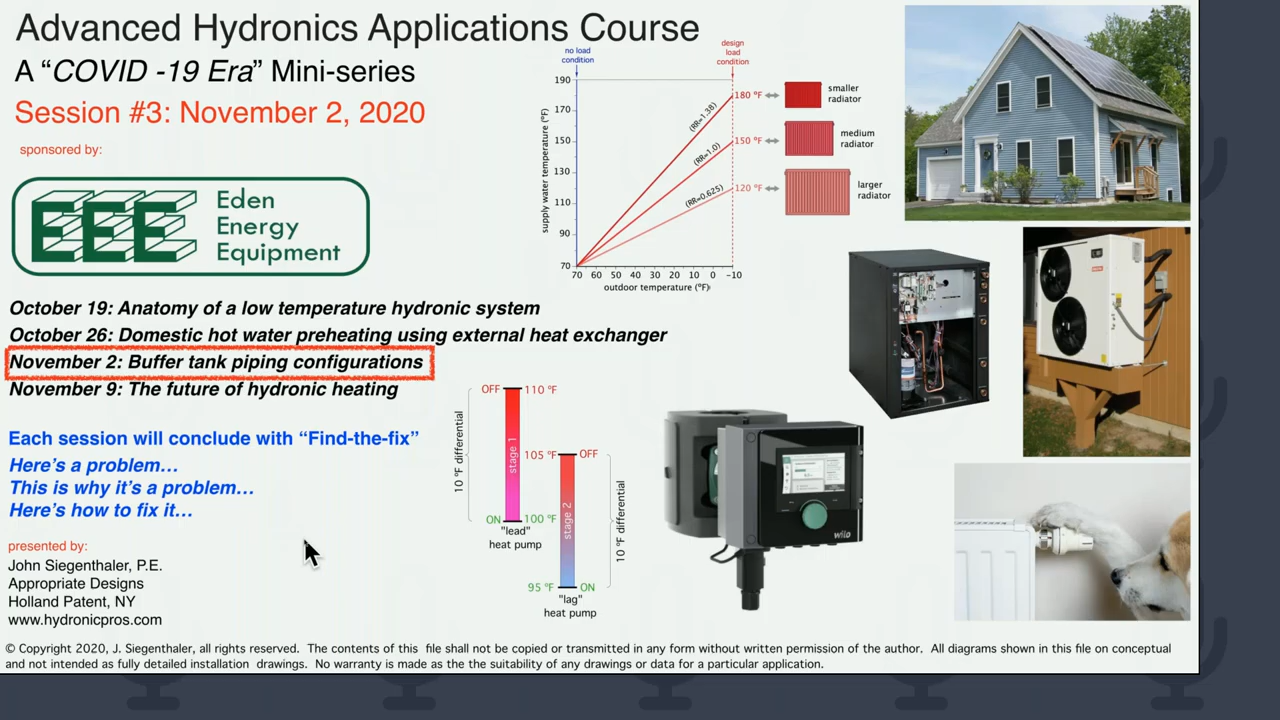 Advanced Hydronics Applications Course
A “COVID -19 Era” Mini-series
Session #3: November 2, 2020
sponsored by:
EEE
Eden
Energy
Equipment
October 19: Anatomy of a low temperature hydronic system
October 26: Domestic hot water preheating using external heat exchanger
November 2: Buffer tank piping configurations
November 9: The future of hydronic heating
Each session will conclude with “Find-the-fix”
Here’s a problem…
This is why it’s a problem…
Here’s how to fix it…
presented by:
John Siegenthaler, P.E.
Appropriate Designs
Holland Patent, NY
www.hydronicpros.com
no load
condition
design
load
condition
supply water temperature (°F)
190
170
150
130
110
90
70
70 60 50 40 30 20 10 0 −10
outdoor temperature (°F)
(RR=1.38)
(RR=1.0)
(RR=0.625)
180 °F
150 °F
120 °F
smaller
radiator
medium
radiator
larger
radiator
10 °F differential
OFF
110 °F
stage 1
ON
100 °F
"lead"
heat pump
105 °F
OFF
stage 2
95 °F
ON
"lag"
heat pump
10 °F differential
wilo
© Copyright 2020, J. Siegenthaler, all rights reserved. The contents of this file shall not be copied or transmitted in any form without written permission of the author. All diagrams shown in this file on conceptual
and not intended as fully detailed installation drawings. No warranty is made as the the suitability of any drawings or data for a particular application.